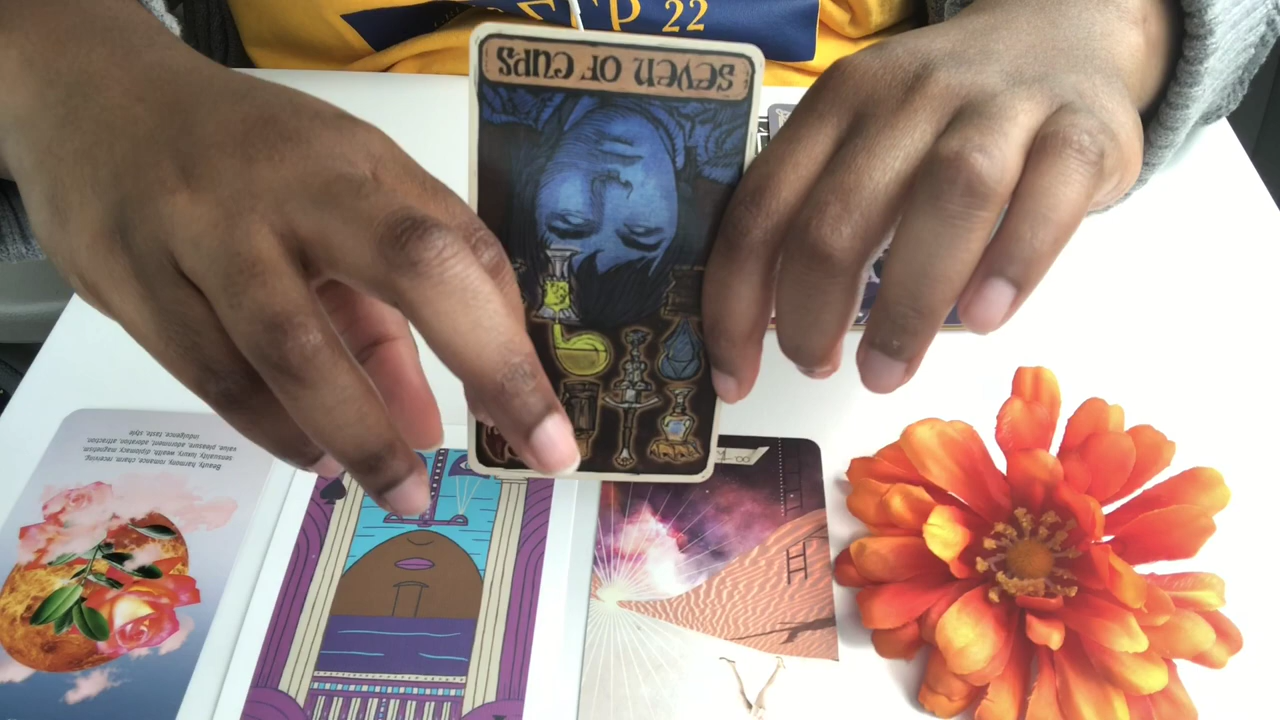 22
SEVEN OF CUPS
Beauty, harmony, romance, charm, receiving,
sensuality, luxury, wealth, diplomacy, magnetism,
value, pleasure, adornment, adoration, attraction,
indulgence, taste, style